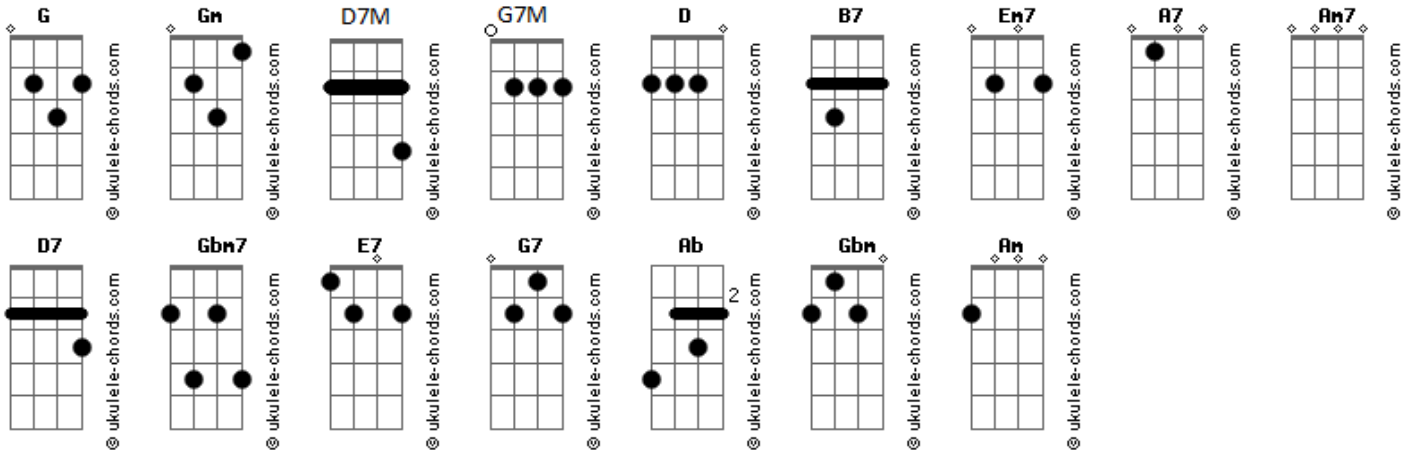 G Gm D7M G7M D B7 Em7 A7 Am7
© ukulele-chords.com © ukulele-chords.com © ukulele-chords.com © ukulele-chords.com © ukulele-chords.com © ukulele-chords.com © ukulele-chords.com © ukulele-chords.com © ukulele-chords.com
D7 Gbm7 E7 G7 Ab Gbm Am
2
© ukulele-chords.com © ukulele-chords.com © ukulele-chords.com © ukulele-chords.com © ukulele-chords.com © ukulele-chords.com © ukulele-chords.com